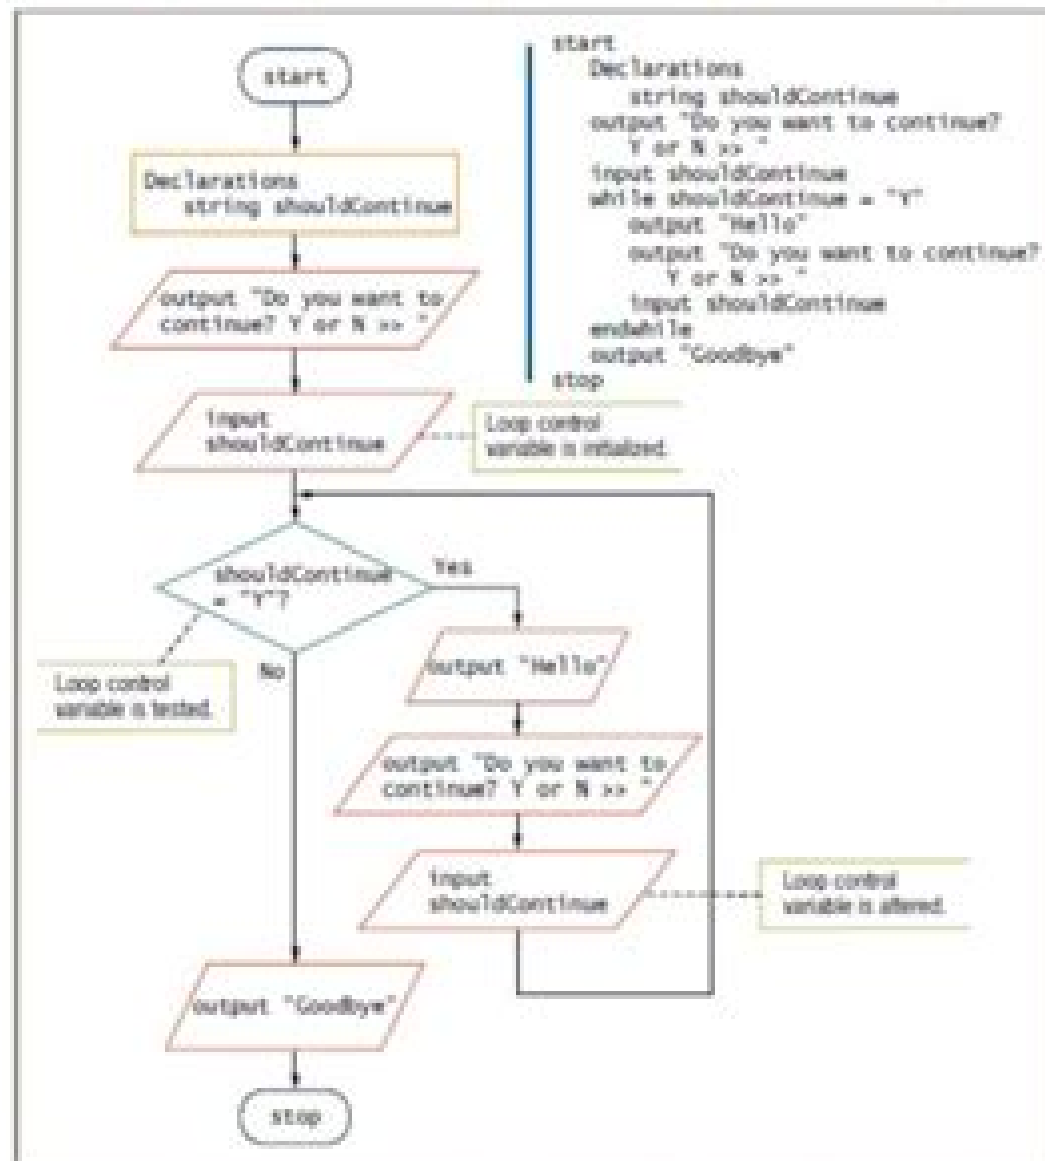 start
Declarations
string shouldContinue
output "Do you want to
continue? Y or N >> "
input
shouldContinue
Loop control
variable is initialized.
shouldContinue
= "Y"?
Yes
No
Loop control
variable is tested.
output "Hello"
output "Do you want to
continue? Y or N >> "
input
shouldContinue
Loop control
variable is altered.
output "Goodbye"
stop
start
Declarations
string shouldContinue
output "Do you want to continue?
Y or N >> "
input shouldContinue
while shouldContinue = "Y"
output "Hello"
output "Do you want to continue?
Y or N >> "
input shouldContinue
endwhile
output "Goodbye"
stop